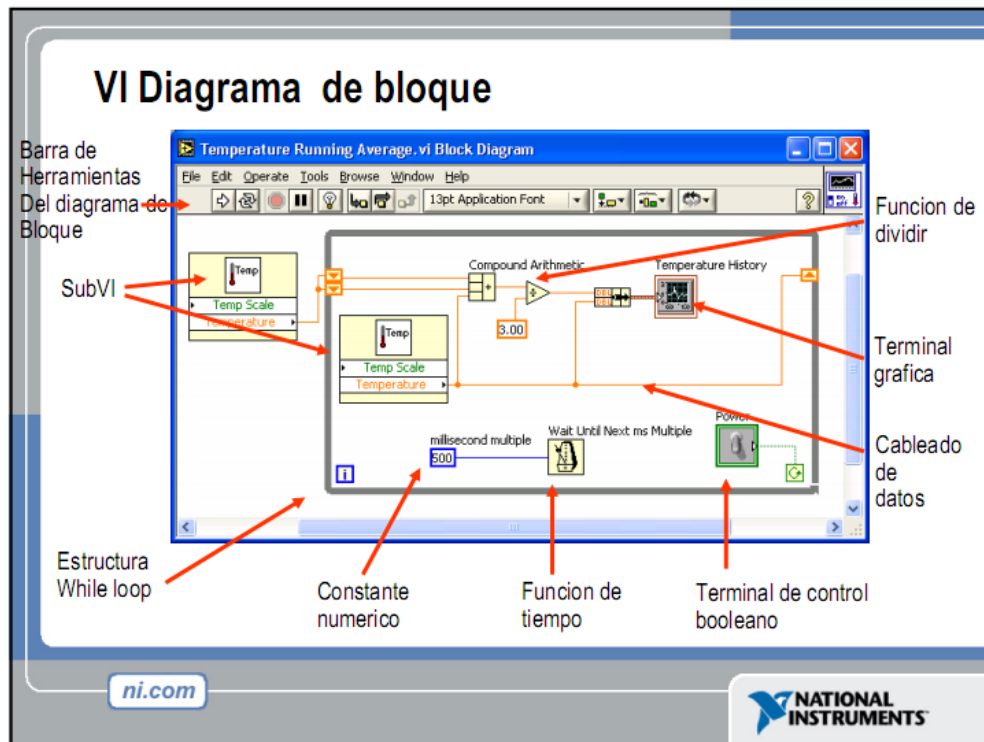 VI Diagrama de bloque
Barra de
Herramientas
Del diagrama de
Bloque
Temperature Running Average.vi Block Diagram
File Edit Operate Tools Browse Window Help
13pt Application Font
Funcion de
dividir
SubVI
Temp
Temp Scale
Temperature
Compound Arithmetic
Temperature History
3.00
Temp
Temp Scale
Temperature
Terminal
grafica
millisecond multiple
500
Wait Until Next ms Multiple
Power
i
Cableado
de
datos
Estructura
While loop
Constante
numerico
Funcion de
tiempo
Terminal de control
booleano
ni.com
NATIONAL
INSTRUMENTS